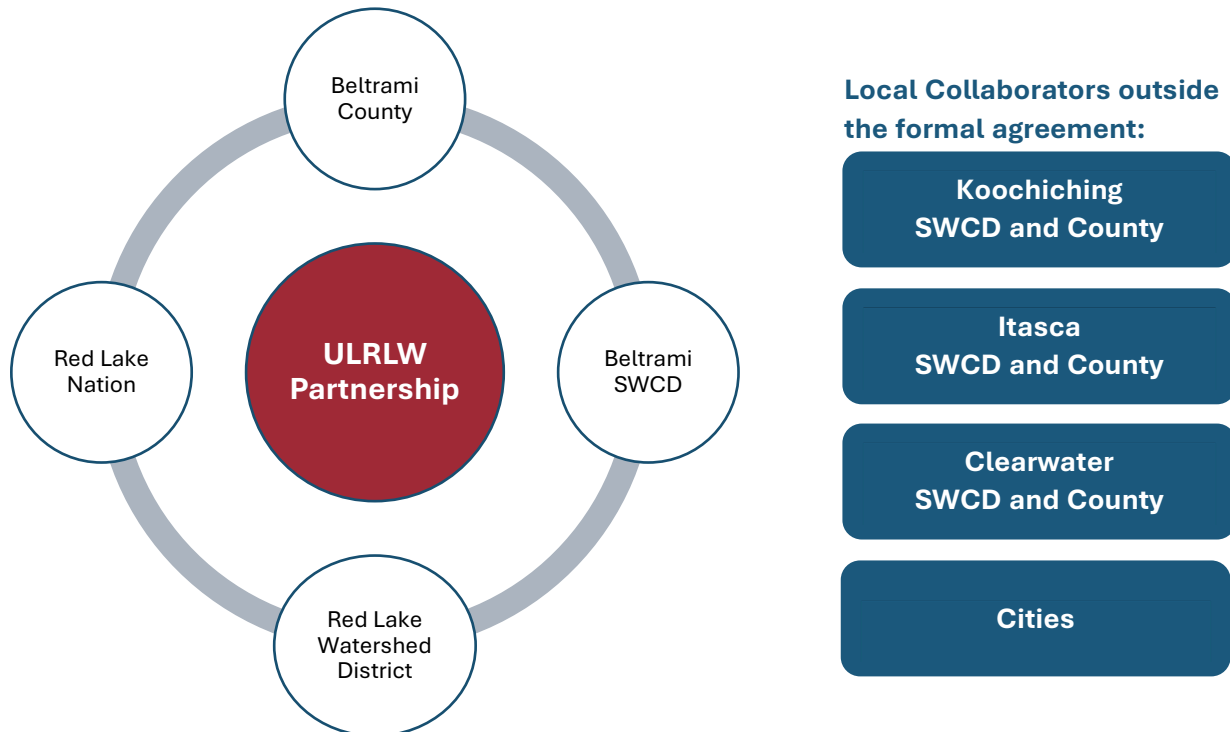 Beltrami
County
Red Lake
Nation
ULRLW
Partnership
Beltrami
SWCD
Red Lake
Watershed
District
Local Collaborators outside
the formal agreement:
Koochiching
SWCD and County
Itasca
SWCD and County
Clearwater
SWCD and County
Cities